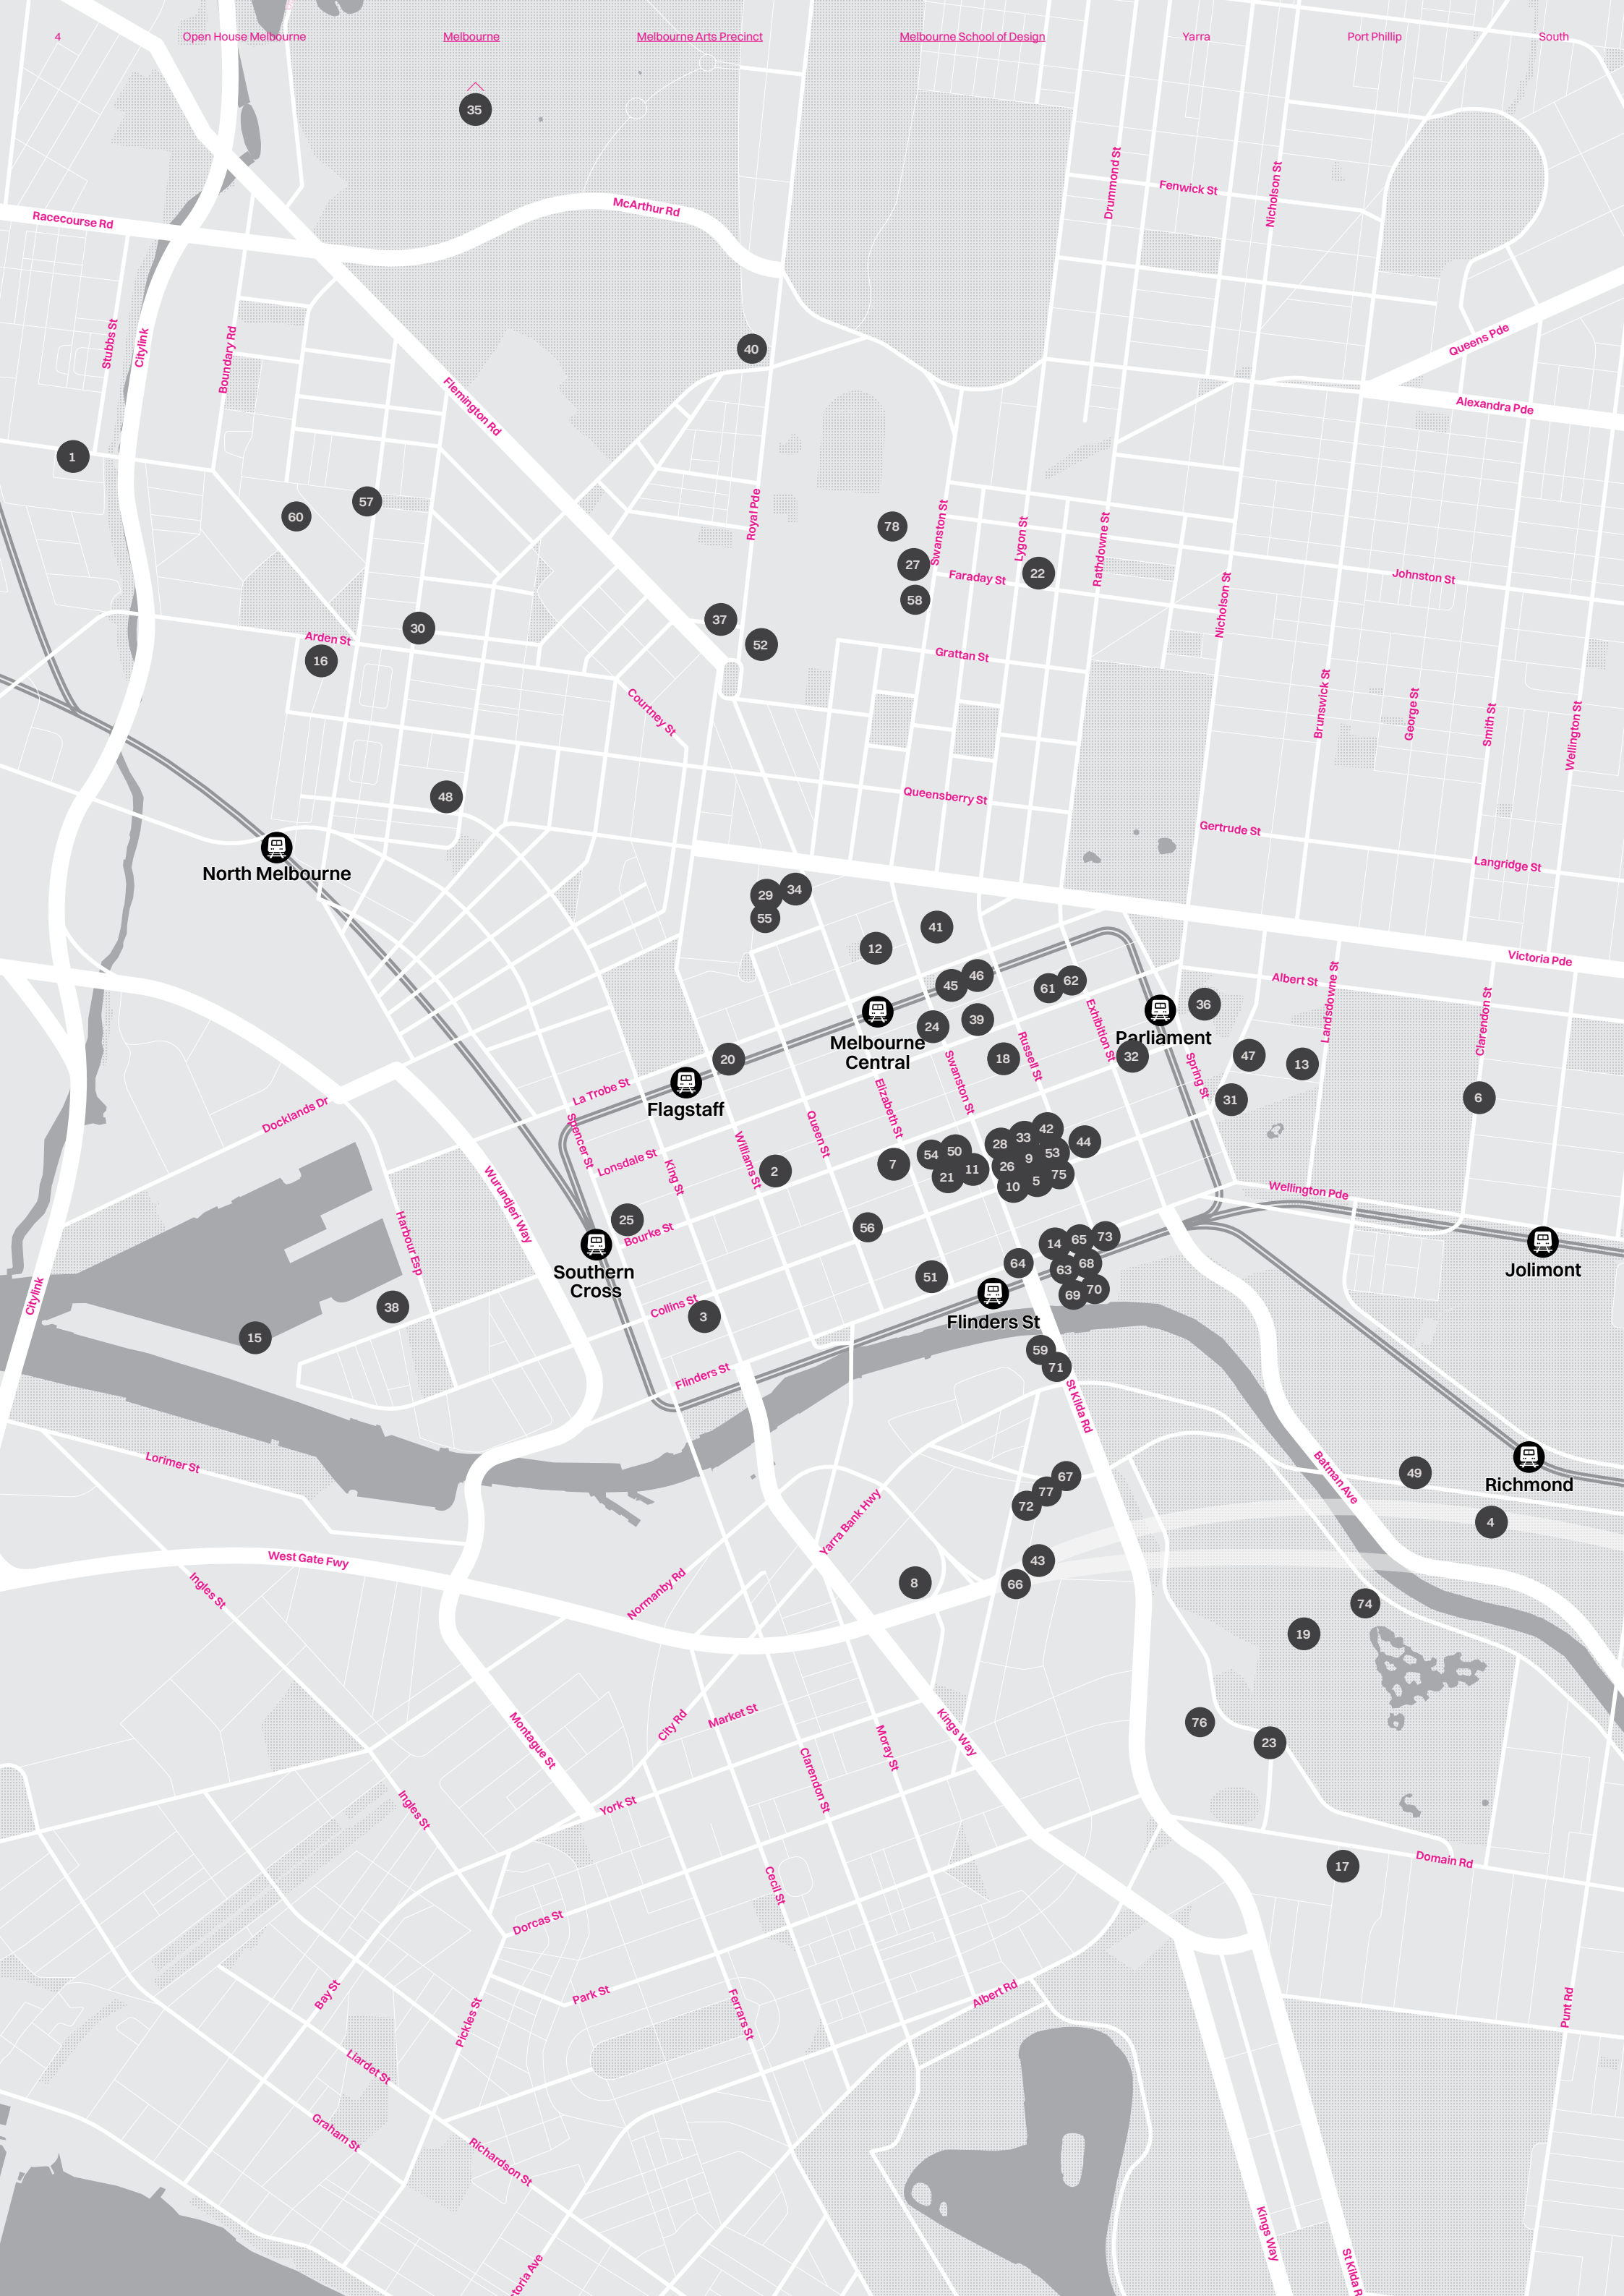 4
Open House Melbourne
Melbourne
Melbourne Arts Precinct
Melbourne School of Design
Yarra
Port Phillip
South
35
Drummond St
Fenwick St
Nicholson St
McArthur Rd
Racecourse Rd
Stubbs St
Citylink
Boundary Rd
40
Queens Pde
Flemington Rd
Alexandra Pde
1
60
57
Royal Pde
78
27
58
Swanston St
Faraday St
Lygon St
22
Rathdowne St
Johnston St
Nicholson St
30
Arden St
16
37
52
Grattan St
Courtney St
Brunswick St
George St
Smith St
Wellington St
48
Queensberry St
Gertrude St
Langridge St
North Melbourne
29
34
55
12
41
Victoria Pde
45
46
61
62
Albert St
Landsdowne St
Clarendon St
36
Melbourne
Central
24
39
Parliament
Exhibition St
32
Russell St
18
Spring St
47
13
31
6
20
Flagstaff
La Trobe St
Docklands Dr
Spencer St
Lonsdale St
King St
Williams St
Queen St
Elizabeth St
Swanston St
2
7
54
50
21
11
28
33
42
44
26
9
53
10
5
75
Wellington Pde
Wurundjeri Way
Harbour Esp
25
Bourke St
Southern
Cross
56
14
65
73
64
63
68
69
70
51
Flinders St
Jolimont
Citylink
38
15
Collins St
3
Flinders St
59
71
St Kilda Rd
Lorimer St
Batman Ave
49
Richmond
4
67
77
72
Yarra Bank Hwy
West Gate Fwy
Ingles St
Normanby Rd
8
43
66
74
19
Montague St
City Rd
Market St
Moray St
Kings Way
76
23
Clarendon St
York St
Ingles St
17
Domain Rd
Cecil St
Dorcas St
Bay St
Park St
Pickles St
Ferrars St
Albert Rd
Punt Rd
Liardet St
Graham St
Richardson St
Kings Way
St Kilda R
toria Ave